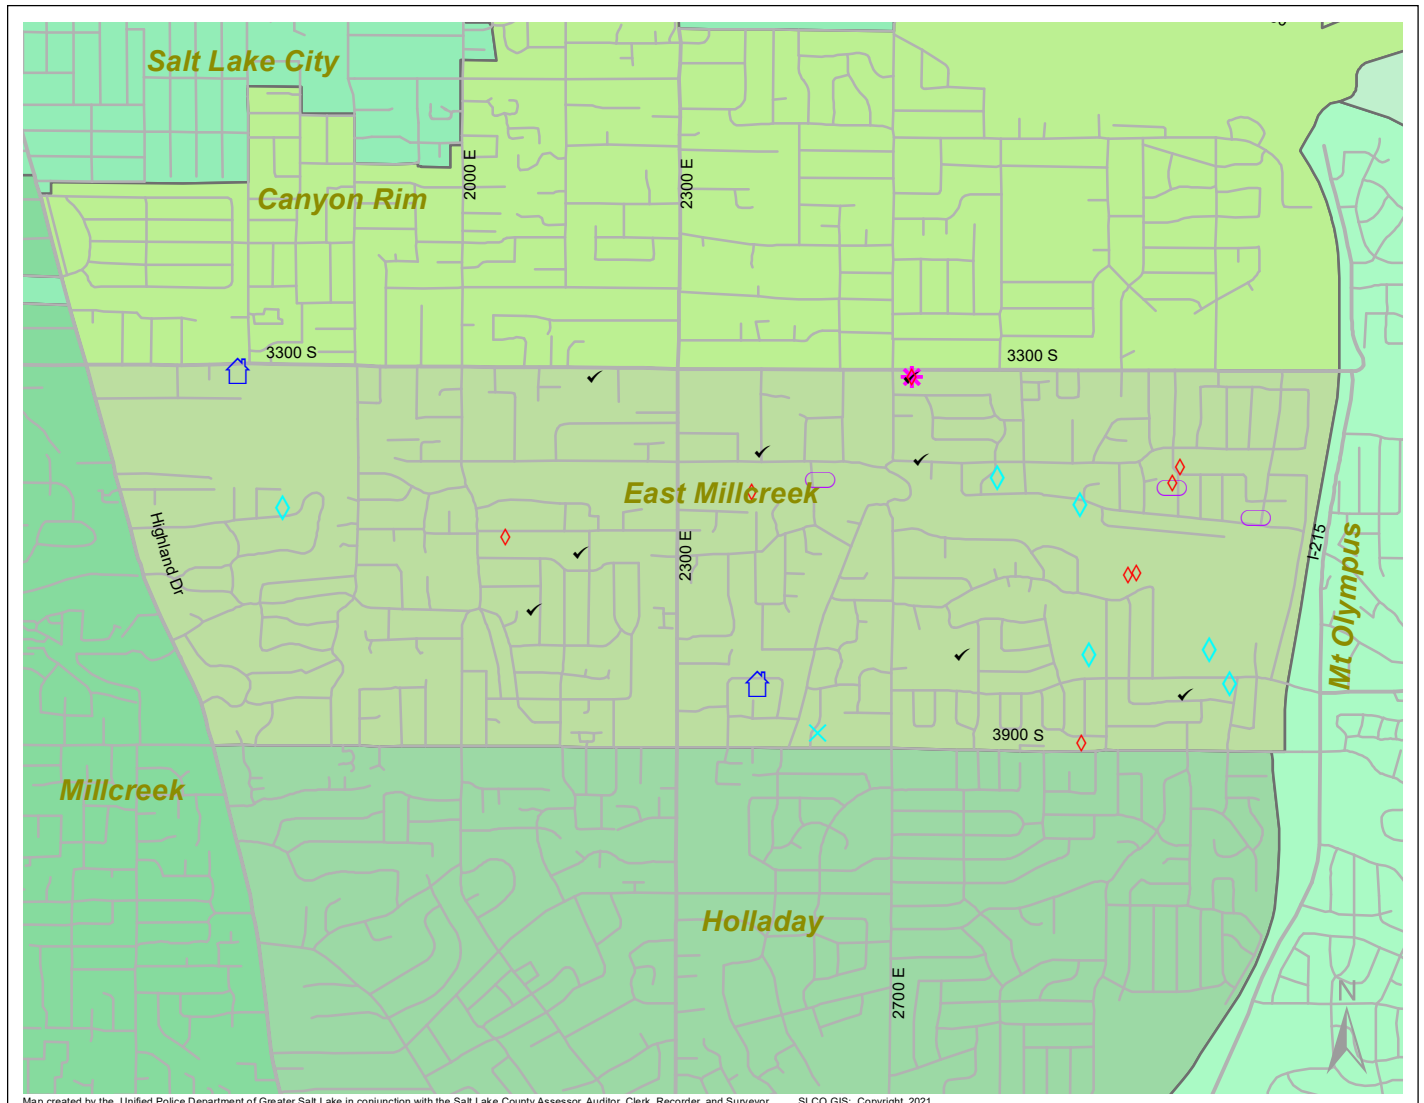 Salt Lake City
Canyon Rim
2000 E
2300 E
3300 S
3300 S
East Millcreek
Highland Dr
2300 E
I-215
Mt Olympus
3900 S
Millcreek
Holladay
2700 E
N
Map created by the Unified Police Department of Greater Salt Lake in conjunction with the Salt Lake County Assessor, Auditor, Clerk, Recorder, and Surveyor. SLCO GIS: Copyright, 2021